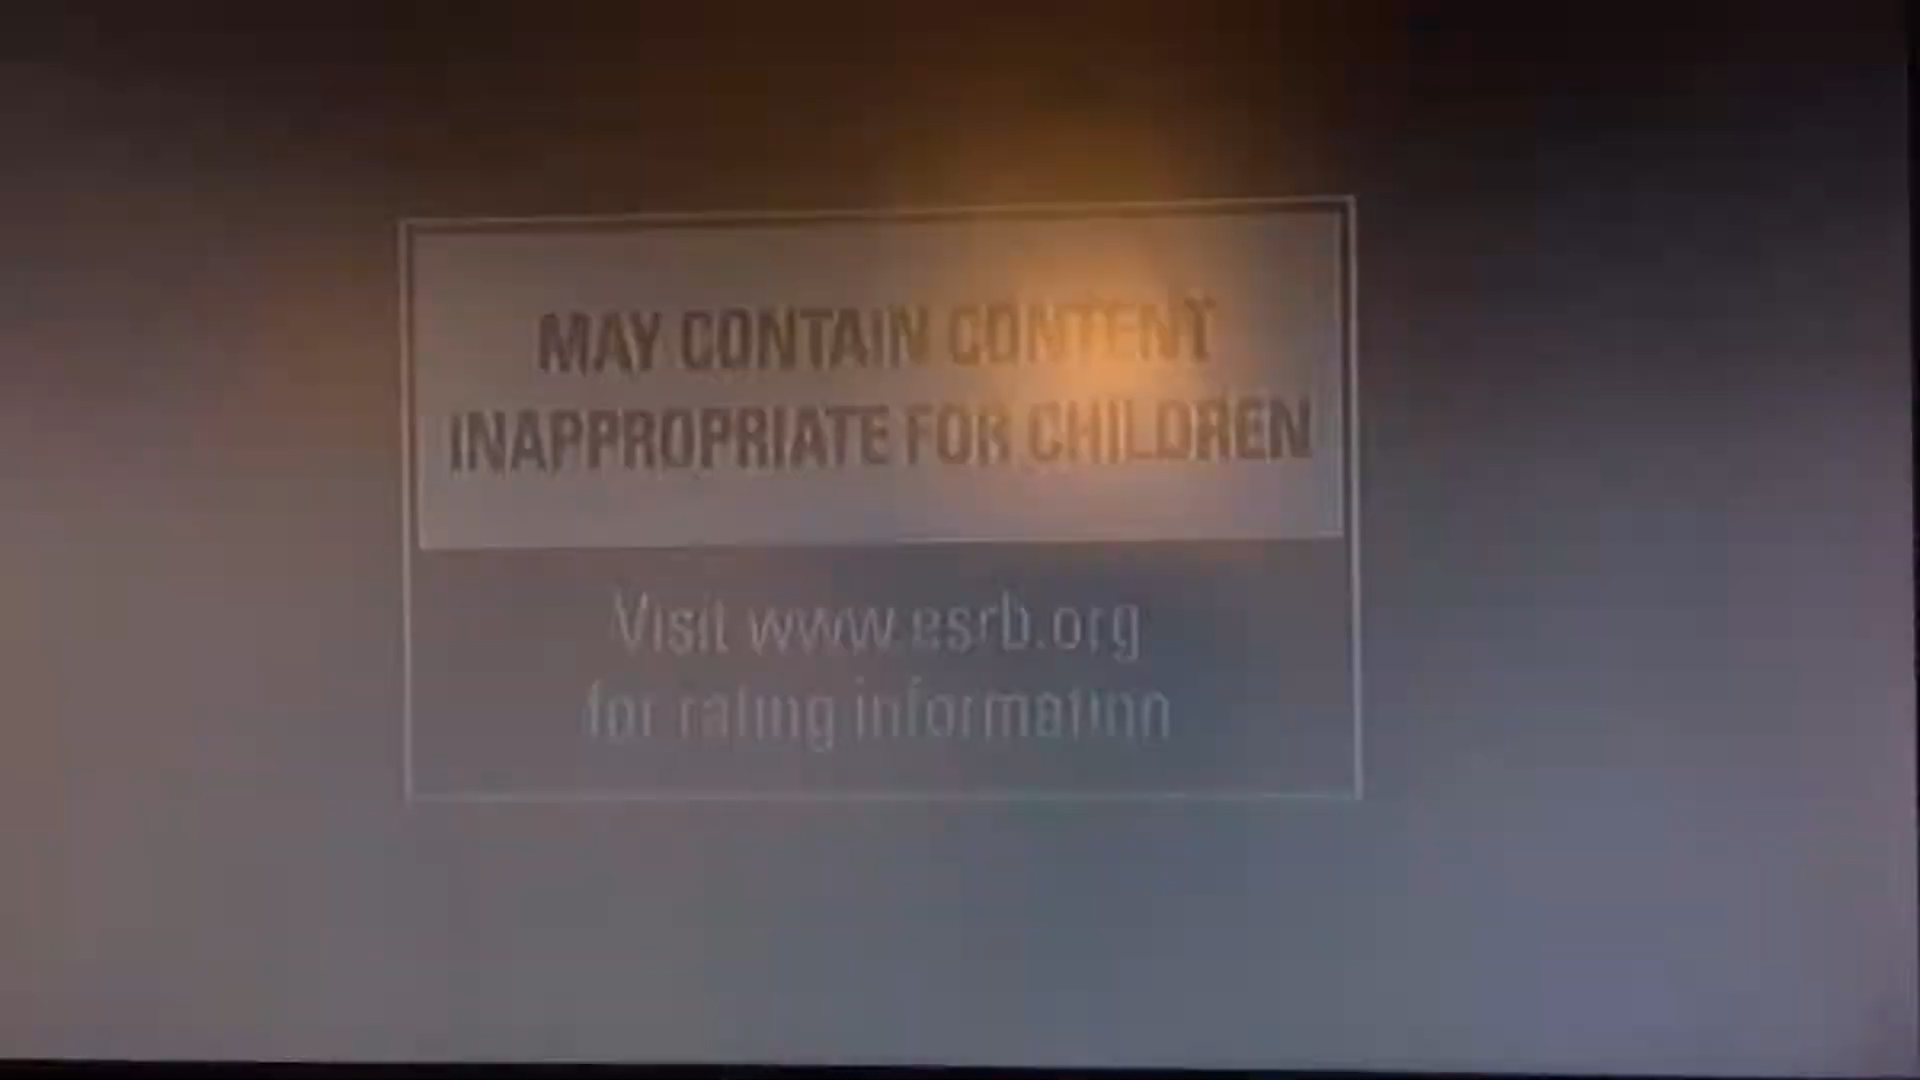 MAY CONTAIN CONTENT
INAPPROPRIATE FOR CHILDREN
Visit www.esrb.org
for rating information